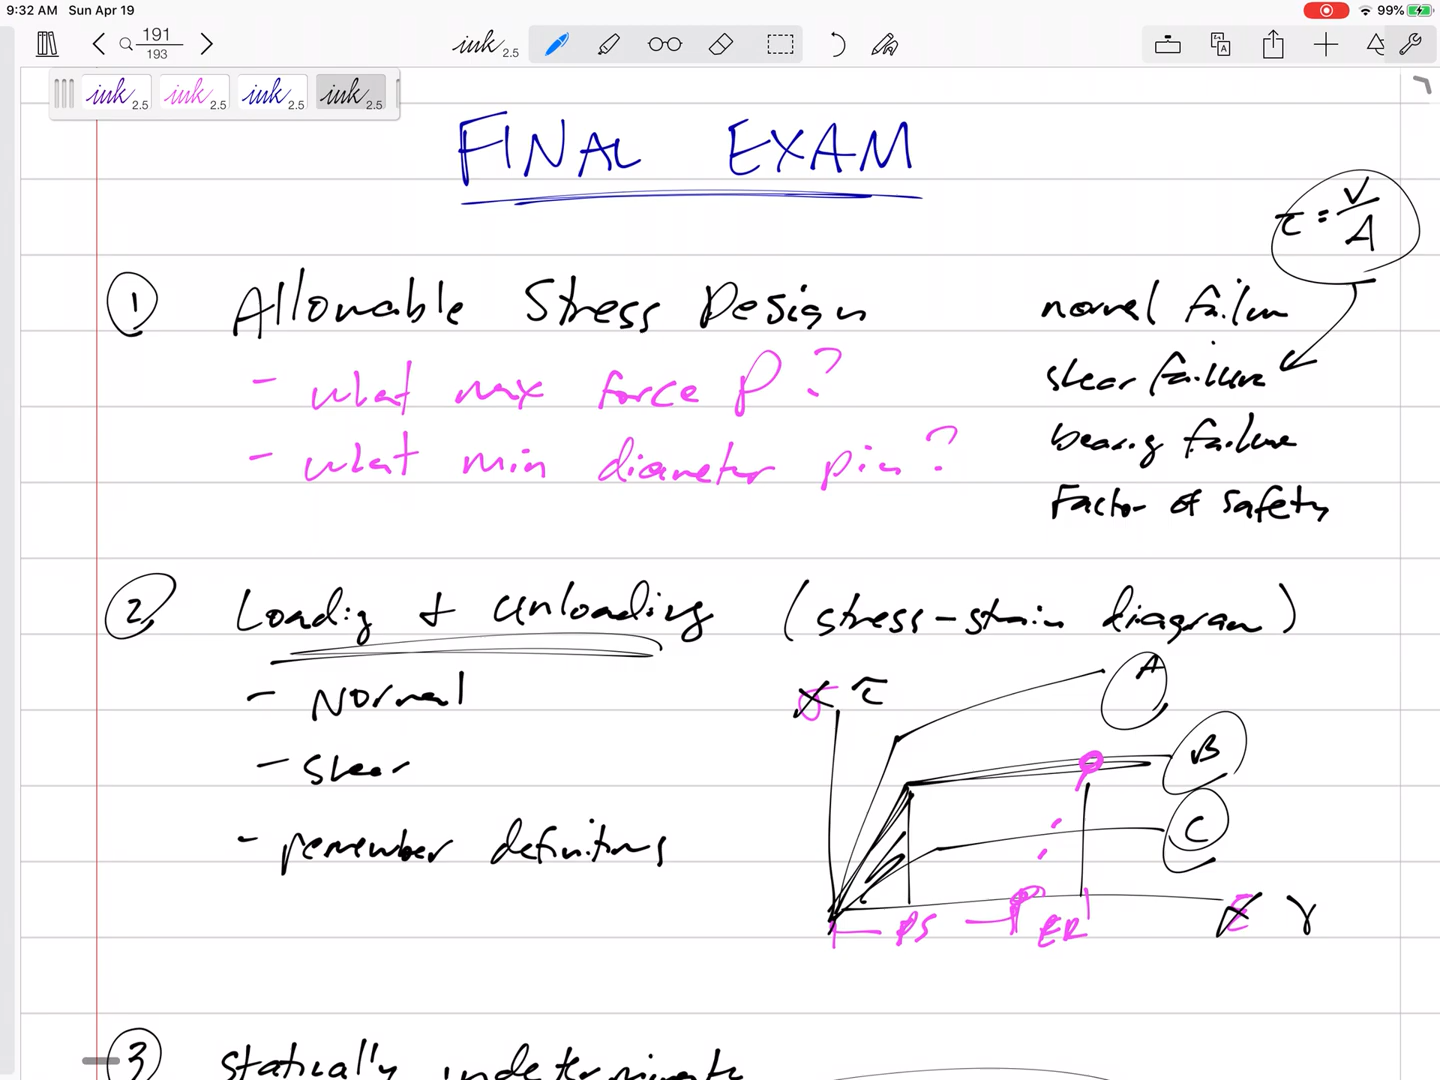 9:32 AM Sun Apr 19
99%
191
193
ink 2.5
ink 2.5 ink 2.5 ink 2.5 ink 2.5
FINAL EXAM
τ = V/A
① Allowable Stress Design
- what max force P?
- what min diameter pin?
normal failure
shear failure
bearing failure
Factor of safety
② Loading + unloading (stress-strain diagram)
- Normal
- Shear
- remember definitions
σ τ
A
B
C
PS
ER
ε γ
③ statically indeterminate